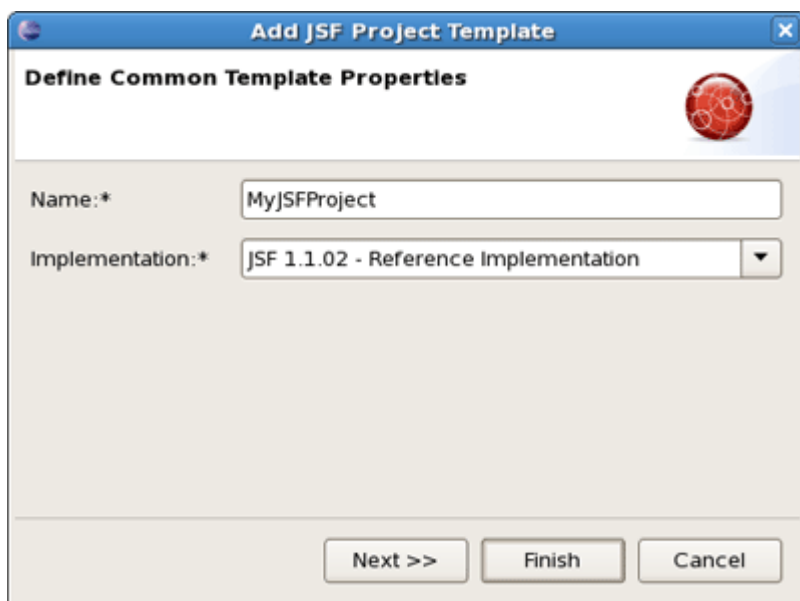 Add JSF Project Template
Define Common Template Properties
Name:* MyJSFProject
Implementation:* JSF 1.1.02 - Reference Implementation
Next >> Finish Cancel